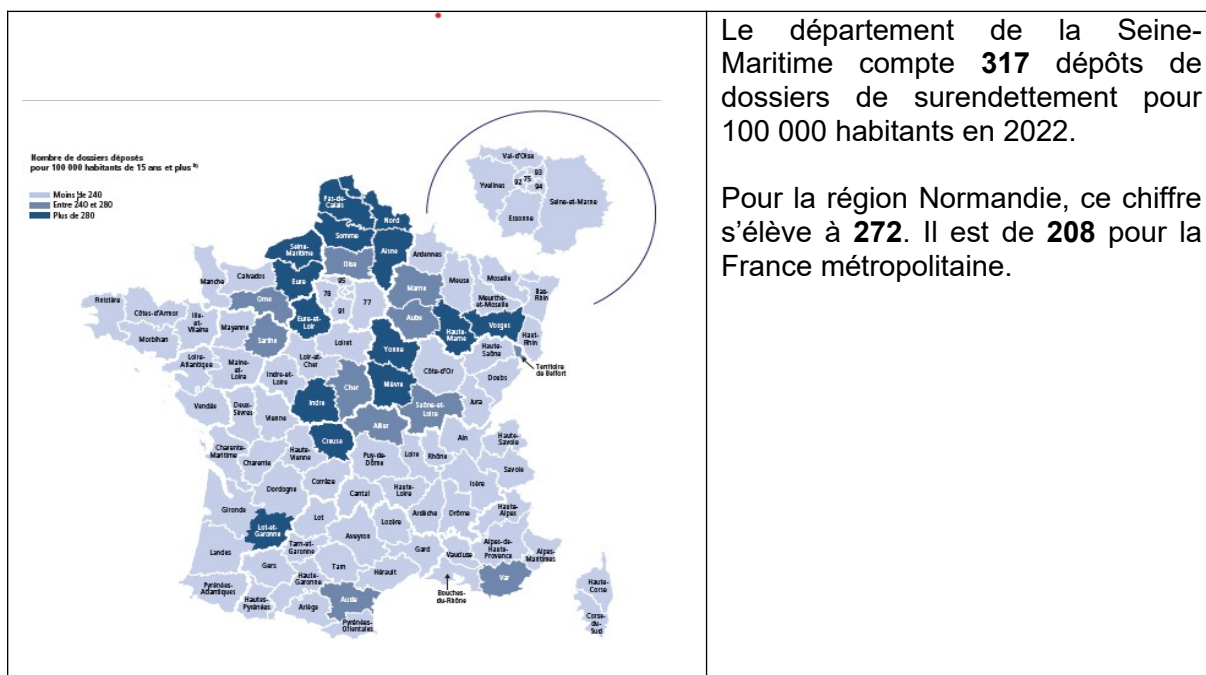 Le département de la Seine-
Maritime compte 317 dépôts de
dossiers de surendettement pour
100 000 habitants en 2022.
Pour la région Normandie, ce chiffre
s'élève à 272. Il est de 208 pour la
France métropolitaine.
Nombre de dossiers déposés
pour 100 000 habitants de 15 ans et plus
Moins de 240
Entre 240 et 280
Plus de 280
Val-d'Oise
93
Yvelines
92
75
94
Seine-et-Marne
Essonne
Pas-de-
Calais
Nord
Somme
Seine-
Maritime
Aisne
Oise
Ardennes
Manche
Calvados
Eure
95
78
77
91
Marne
Meuse
Moselle
Meurthe-
et-Moselle
Bas-
Rhin
Finistère
Côtes-d'Armor
Ille-
et-
Vilaine
Morbihan
Mayenne
Orne
Sarthe
Eure-et-
Loir
Aube
Haute-
Marne
Vosges
Haut-
Rhin
Loiret
Yonne
Haute-
Saône
Territoire
de Belfort
Loire-
Atlantique
Maine-
et-
Loire
Indre-et-
Loire
Loir-et-
Cher
Cher
Nièvre
Côte-d'Or
Doubs
Jura
Saône-et-
Loire
Vendée
Deux-
Sèvres
Vienne
Indre
Allier
Creuse
Charente-
Maritime
Charente
Haute-
Vienne
Puy-de-
Dôme
Loire
Rhône
Ain
Haute-
Savoie
Savoie
Corrèze
Dordogne
Cantal
Haute-
Loire
Isère
Gironde
Lot
Lozère
Ardèche
Drôme
Hautes-
Alpes
Lot-et-
Garonne
Aveyron
Landes
Tarn-et-
Garonne
Gard
Vaucluse
Alpes-de-
Haute-
Provence
Alpes-
Maritimes
Gers
Tarn
Hérault
Haute-
Garonne
Var
Pyrénées-
Atlantiques
Hautes-
Pyrénées
Ariège
Aude
Bouches-
du-Rhône
Pyrénées-
Orientales
Haute-
Corse
Corse-
du-
Sud